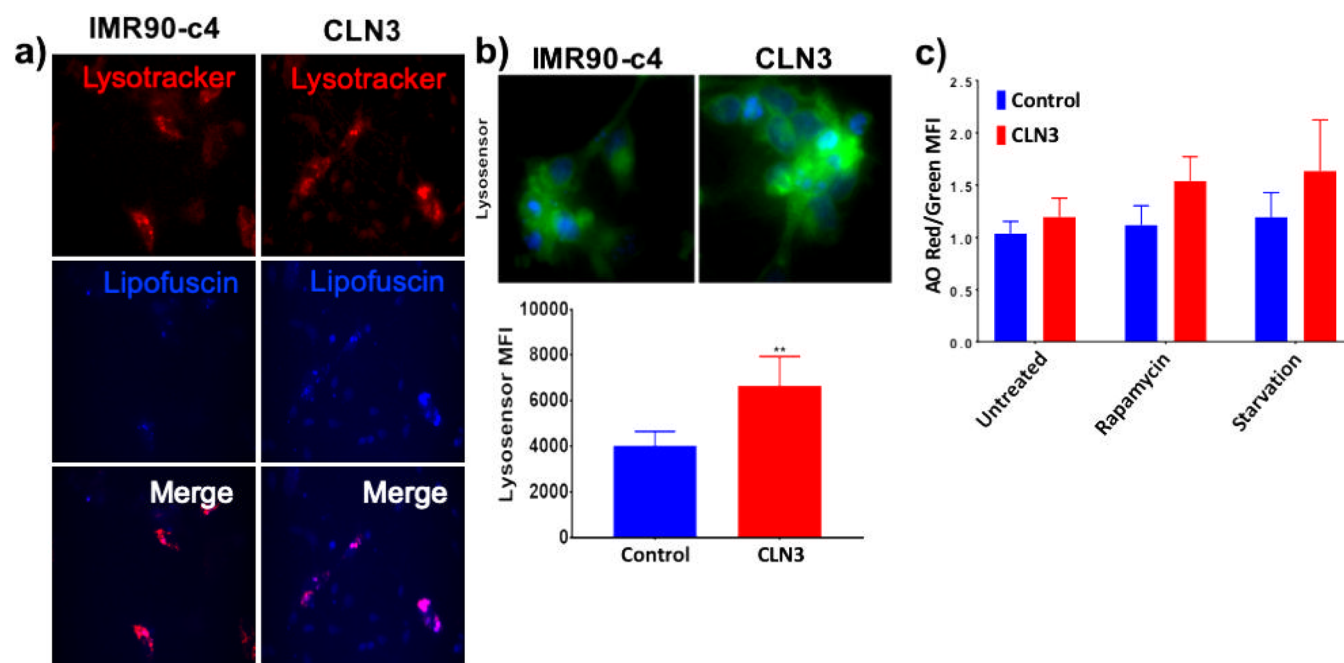 a)
IMR90-c4
CLN3
Lysotracker
Lysotracker
Lipofuscin
Lipofuscin
Merge
Merge
b)
IMR90-c4
CLN3
Lysosensor
10000
8000
6000
4000
2000
0
Lysosensor MFI
**
Control
CLN3
c)
2.5
2.0
1.5
1.0
0.5
0.0
AO Red/Green MFI
Control
CLN3
Untreated
Rapamycin
Starvation